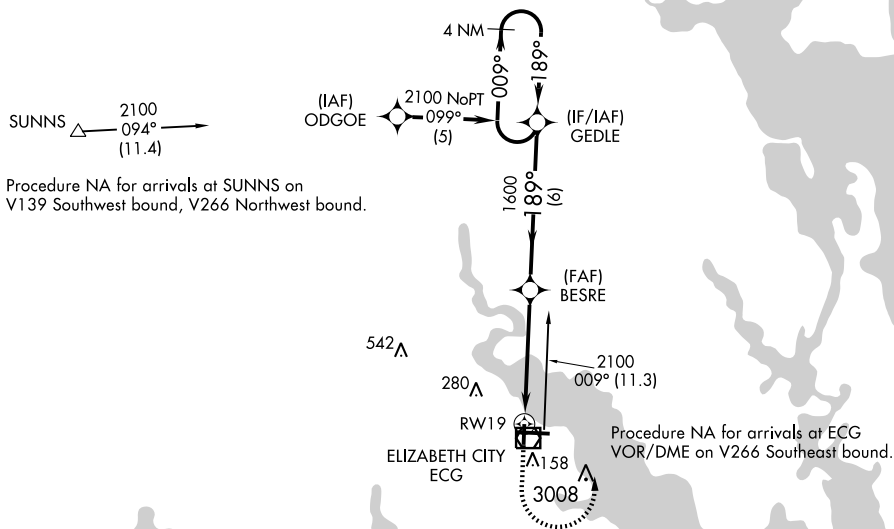 4 NM
009°
189°
(IAF)
ODGOE
2100 NoPT
099°
(5)
(IF/IAF)
GEDLE
SUNNS
2100
094°
(11.4)
Procedure NA for arrivals at SUNNS on
V139 Southwest bound, V266 Northwest bound.
1600
189°
(6)
(FAF)
BESRE
542
2100
009° (11.3)
280
RW19
ELIZABETH CITY
ECG
Procedure NA for arrivals at ECG
VOR/DME on V266 Southeast bound.
158
3008